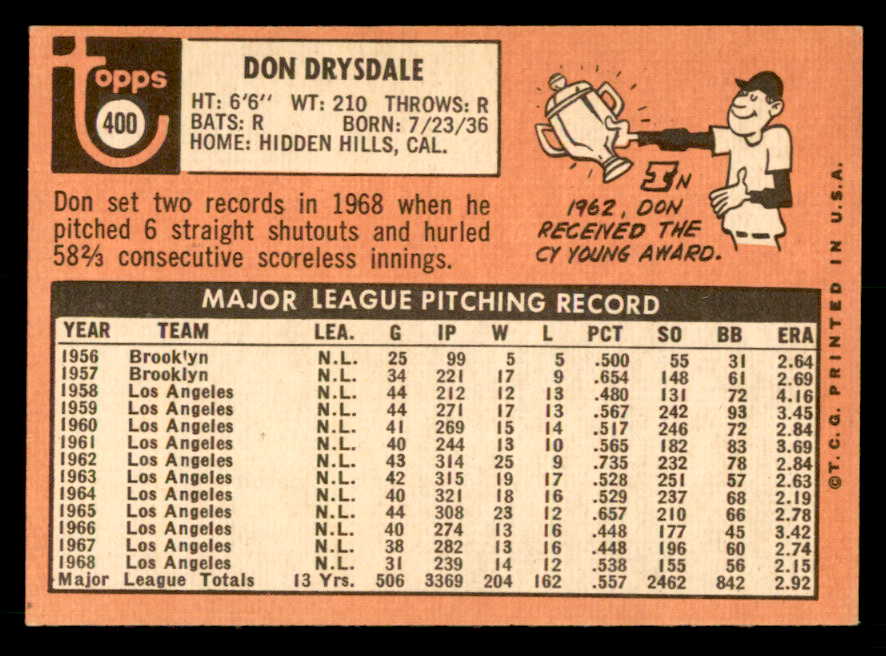 topps
400
DON DRYSDALE
HT: 6'6" WT: 210 THROWS: R
BATS: R BORN: 7/23/36
HOME: HIDDEN HILLS, CAL.
Don set two records in 1968 when he
pitched 6 straight shutouts and hurled
58⅔ consecutive scoreless innings.
IN
1962, DON
RECEIVED THE
CY YOUNG AWARD.
MAJOR LEAGUE PITCHING RECORD
YEAR TEAM LEA. G IP W L PCT SO BB ERA
1956 Brooklyn N.L. 25 99 5 5 .500 55 31 2.64
1957 Brooklyn N.L. 34 221 17 9 .654 148 61 2.69
1958 Los Angeles N.L. 44 212 12 13 .480 131 72 4.16
1959 Los Angeles N.L. 44 271 17 13 .567 242 93 3.45
1960 Los Angeles N.L. 41 269 15 14 .517 246 72 2.84
1961 Los Angeles N.L. 40 244 13 10 .565 182 83 3.69
1962 Los Angeles N.L. 43 314 25 9 .735 232 78 2.84
1963 Los Angeles N.L. 42 315 19 17 .528 251 57 2.63
1964 Los Angeles N.L. 40 321 18 16 .529 237 68 2.19
1965 Los Angeles N.L. 44 308 23 12 .657 210 66 2.78
1966 Los Angeles N.L. 40 274 13 16 .448 177 45 3.42
1967 Los Angeles N.L. 38 282 13 16 .448 196 60 2.74
1968 Los Angeles N.L. 31 239 14 12 .538 155 56 2.15
Major League Totals 13 Yrs. 506 3369 204 162 .557 2462 842 2.92
©T. C. G. PRINTED IN U.S.A.